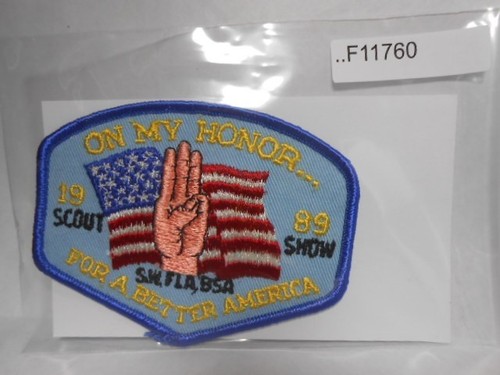 ..F11760
ON MY HONOR...
19 89
SCOUT SHOW
S.W.FLA,BSA
FOR A BETTER AMERICA